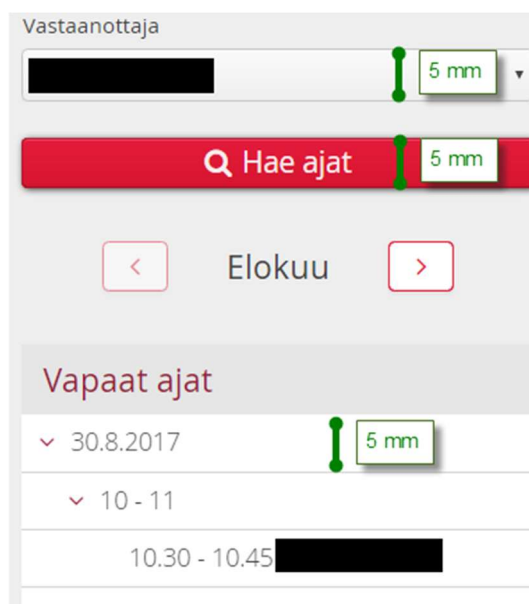 Vastaanottaja
5 mm
Hae ajat 5 mm
Elokuu
Vapaat ajat
30.8.2017 5 mm
10 - 11
10.30 - 10.45